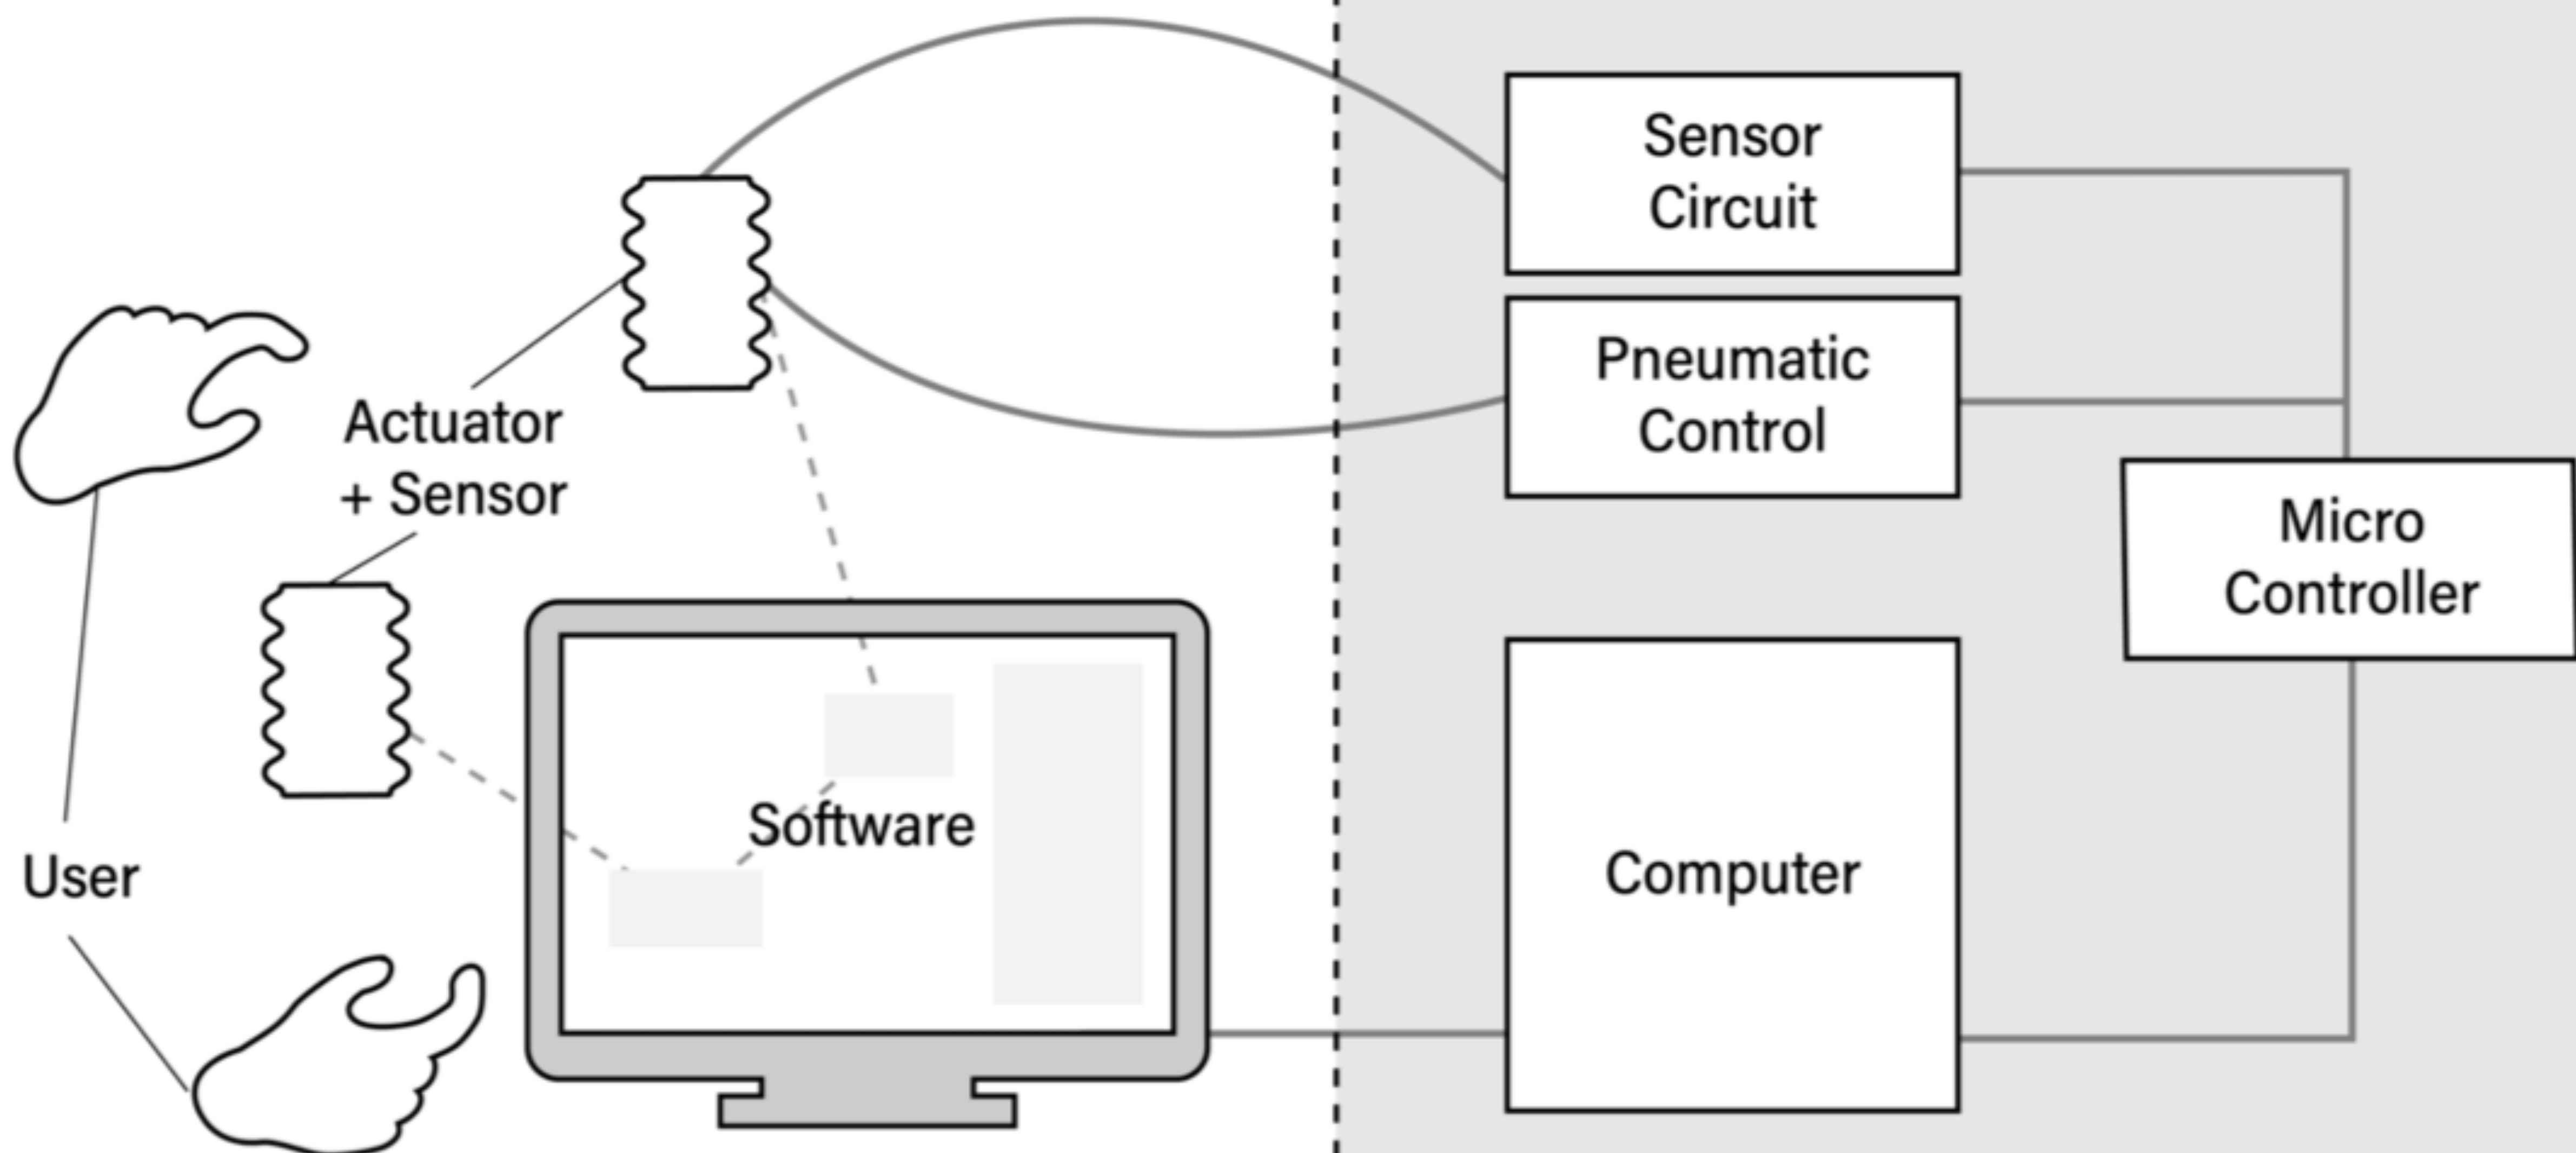 Sensor
Circuit
Pneumatic
Control
Actuator
+ Sensor
Micro
Controller
Software
Computer
User